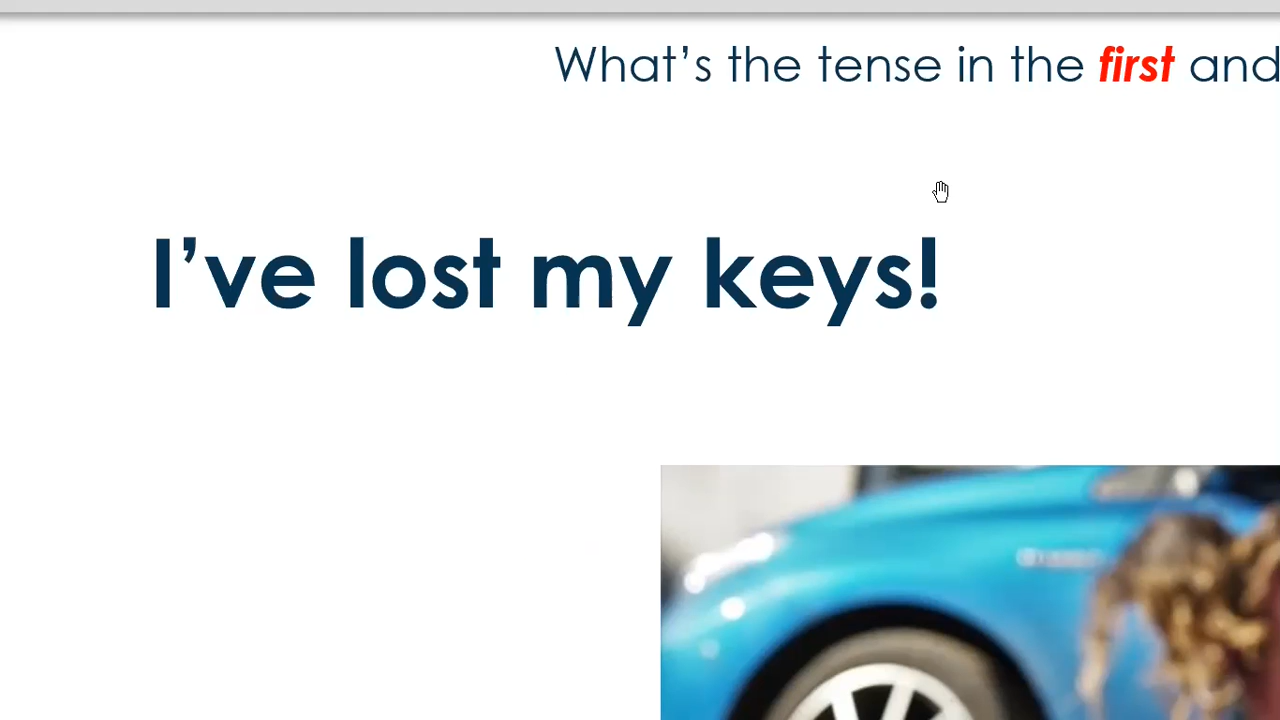 What’s the tense in the first and
I’ve lost my keys!